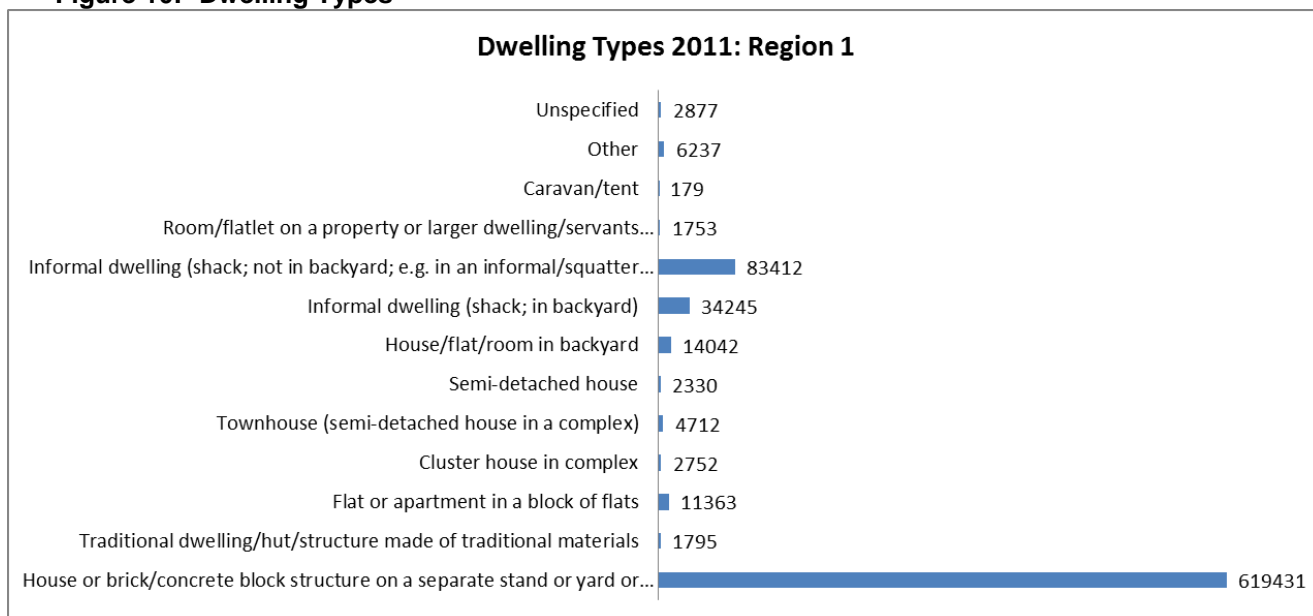 Figure 10: Dwelling Types
Dwelling Types 2011: Region 1
Unspecified 2877
Other 6237
Caravan/tent 179
Room/flatlet on a property or larger dwelling/servants... 1753
Informal dwelling (shack; not in backyard; e.g. in an informal/squatter... 83412
Informal dwelling (shack; in backyard) 34245
House/flat/room in backyard 14042
Semi-detached house 2330
Townhouse (semi-detached house in a complex) 4712
Cluster house in complex 2752
Flat or apartment in a block of flats 11363
Traditional dwelling/hut/structure made of traditional materials 1795
House or brick/concrete block structure on a separate stand or yard or... 619431